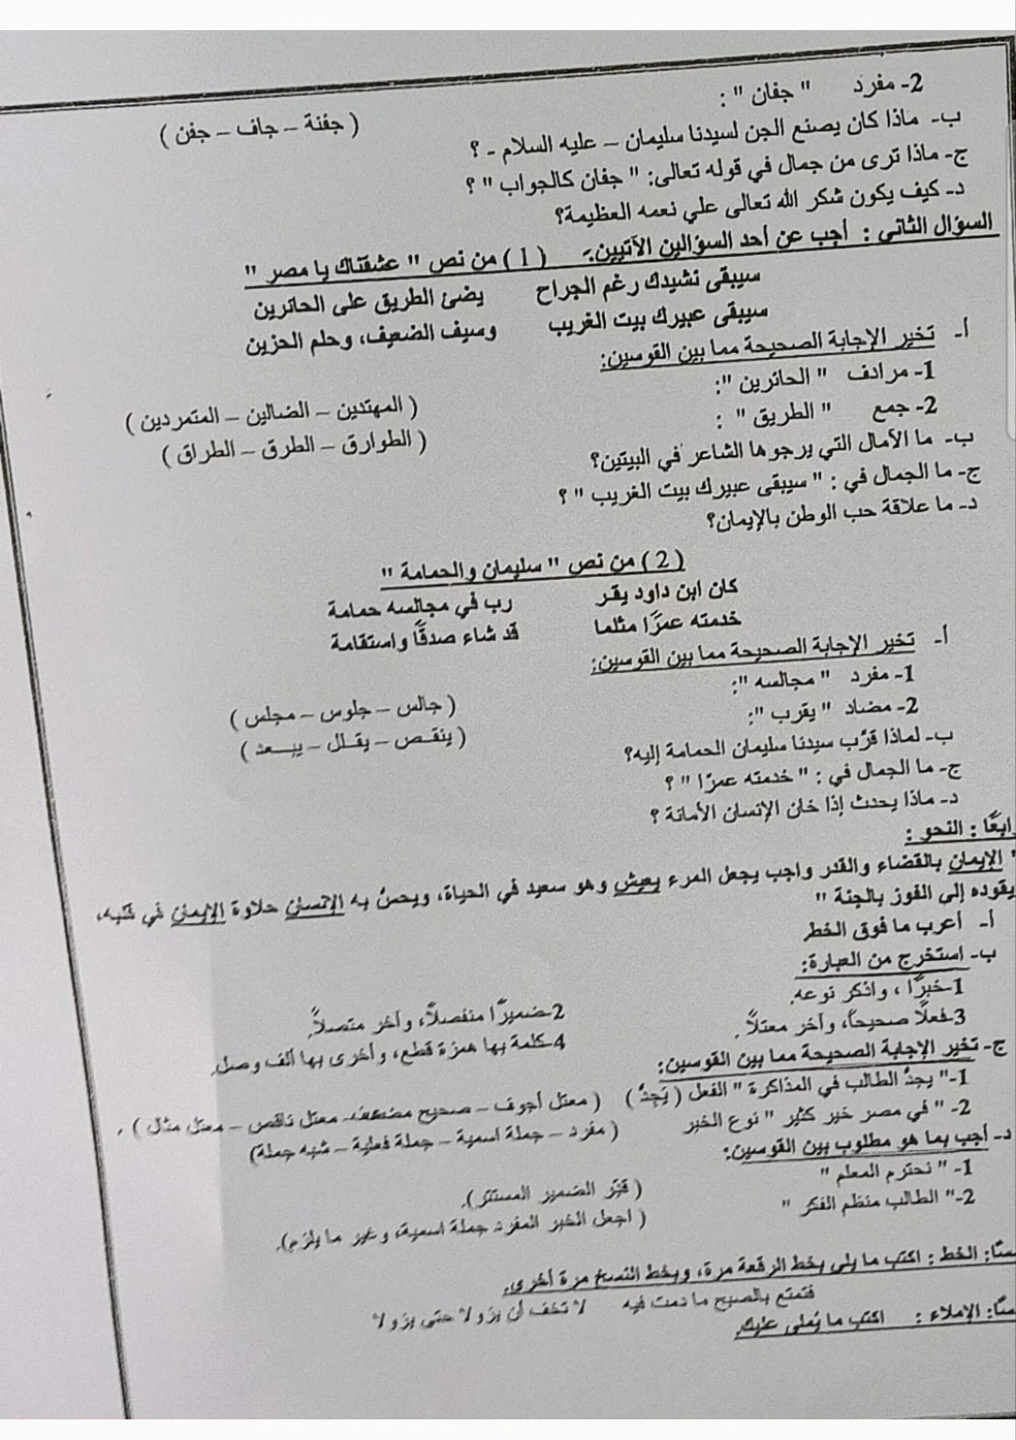 2- مفرد " جفان " : ( جفنة – جاف – جفن )
ب- ماذا كان يصنع الجن لسيدنا سليمان – عليه السلام - ؟
ج- ماذا ترى من جمال في قوله تعالى: " جفان كالجواب " ؟
د- كيف يكون شكر الله تعالى علي نعمه العظيمة؟
السؤال الثاني : أجب عن أحد السؤالين الآتيين:- ( 1 ) من نص " عشقناك يا مصر "
سيبقى نشيدك رغم الجراح يضئ الطريق على الحائرين
سيبقى عبيرك بيت الغريب وسيف الضعيف، وحلم الحزين
أ- تخير الإجابة الصحيحة مما بين القوسين:
1- مرادف " الحائرين ": ( المهتدين – الضالين – المتمردين )
2- جمع " الطريق " : ( الطوارق – الطرق – الطراق )
ب- ما الآمال التي يرجوها الشاعر في البيتين؟
ج- ما الجمال في : " سيبقى عبيرك بيت الغريب " ؟
د- ما علاقة حب الوطن بالإيمان؟
( 2 ) من نص " سليمان والحمامة "
كان ابن داود يقـر رب في مجالسه حمامة
خدمته عمرًا مثلما قد شاء صدقًا واستقامة
أ- تخير الإجابة الصحيحة مما بين القوسين:
1- مفرد " مجالسه ": ( جالس – جلوس – مجلس )
2- مضاد " يقرب ": ( ينقـص – يقـلل – يبـــعد )
ب- لماذا قرَّب سيدنا سليمان الحمامة إليه؟
ج- ما الجمال في : " خدمته عمرًا " ؟
د- ماذا يحدث إذا خان الإنسان الأمانة ؟
رابعًا : النحو :
" الإيمان بالقضاء والقدر واجب يجعل المرء يعيش وهو سعيد في الحياة، ويحسُّ به الإنسان حلاوة الإيمان في قلبه،
يقوده إلى الفوز بالجنة "
أ- أعرب ما فوق الخط
ب- استخرج من العبارة:
1-خبرًا ، واذكر نوعه. 2-ضميرًا منفصلاً، وآخر متصلاً.
3-فعلًا صحيحاً، وآخر معتلاً . 4-كلمة بها همزة قطع، وأخرى بها ألف وصل.
ج- تخير الإجابة الصحيحة مما بين القوسين:
1-" يجدُّ الطالب في المذاكرة " الفعل ( يَجِدُّ ) ( معتل أجوف – صحيح مضعف – معتل ناقص – معتل مثال ) .
2- " في مصر خير كثير " نوع الخبر ( مفرد – جملة اسمية – جملة فعلية – شبه جملة)
د- أجب بما هو مطلوب بين القوسين:
1- " نحترم المعلم " ( قدِّر الضمير المستتر).
2-" الطالب منظم الفكر " ( اجعل الخبر المفرد جملة اسمية، وغير ما يلزم).
سًا: الخط : اكتب ما يلي بخط الرقعة مرة، وبخط النسخ مرة أخرى.
فتمتع بالصبح ما دمت فيه لا تخف أن يزولا حتى يزولا
سًا: الإملاء : اكتب ما يُملى عليك.